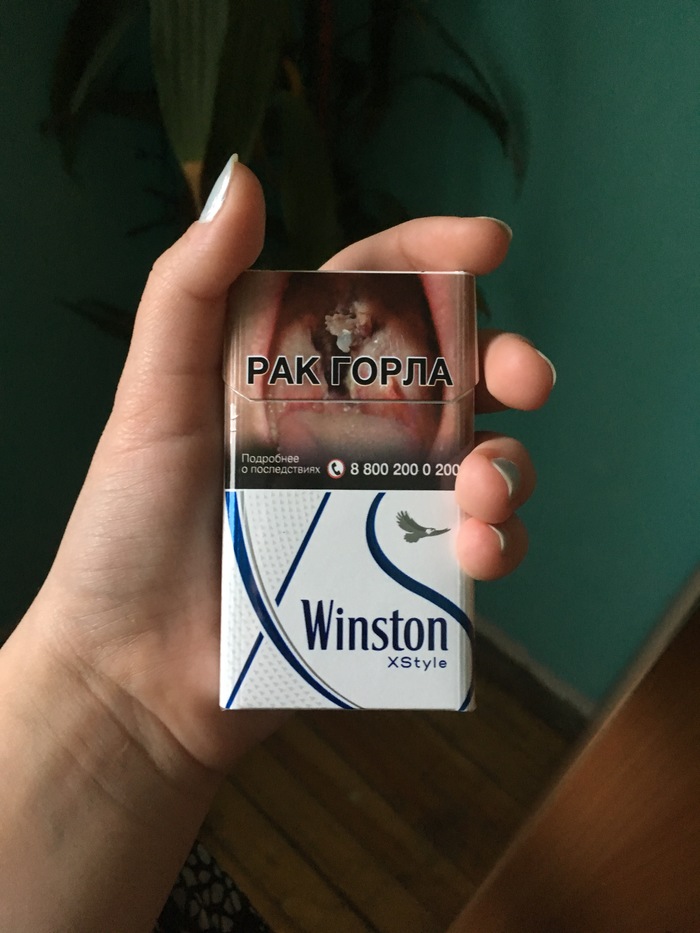 РАК ГОРЛА
Подробнее
о последствиях 8 800 200 0 200
Winston
XStyle